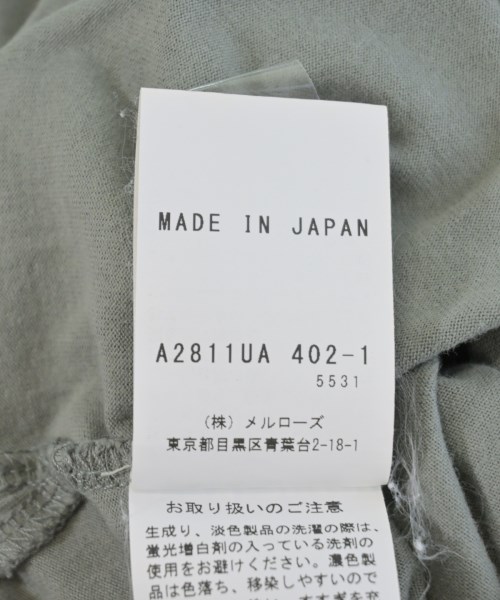 MADE IN JAPAN
A2811UA 402-1
5531
(株) メルローズ
東京都目黒区青葉台2-18-1
お取り扱いのご注意
生成り、淡色製品の洗濯の際は、
蛍光増白剤の入っている洗剤の
使用をお避けください。濃色製
品は色落ち、移染しやすいので